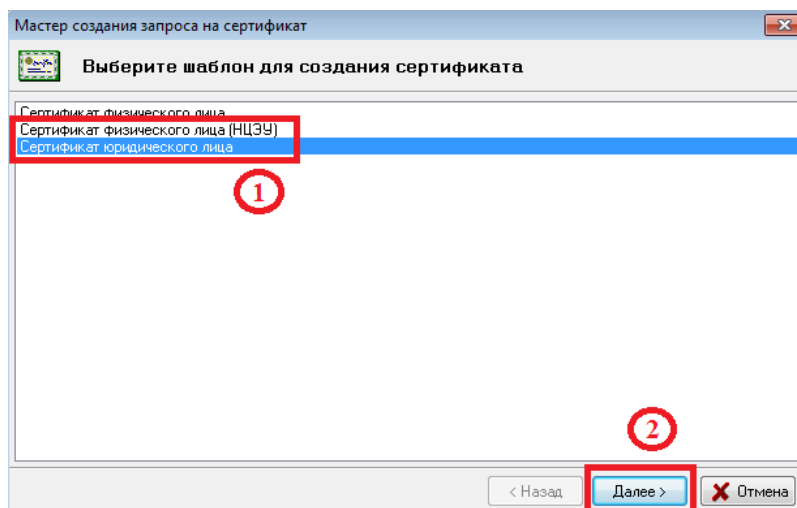 Мастер создания запроса на сертификат
Выберите шаблон для создания сертификата
Сертификат физического лица
Сертификат физического лица (НЦЭУ)
Сертификат юридического лица
1
2
< Назад Далее > Отмена